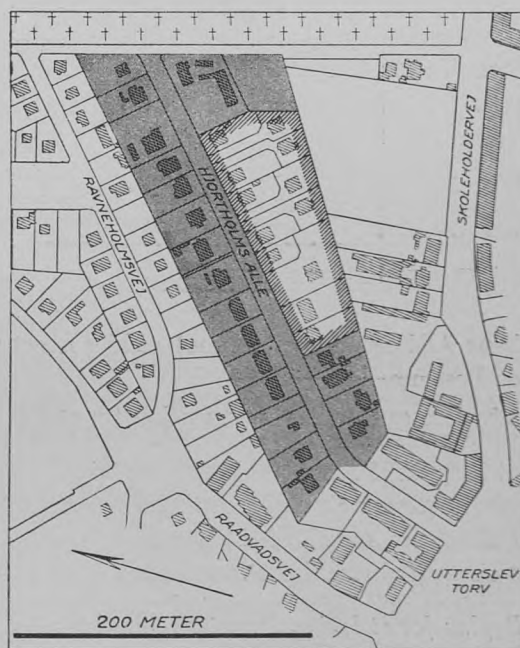 SKOLEHOLDERVEJ
HJORTHOLMS ALLE
RAVNEHOLMSVEJ
RAADVADSVEJ
UTTERSLEV
TORV
200 METER